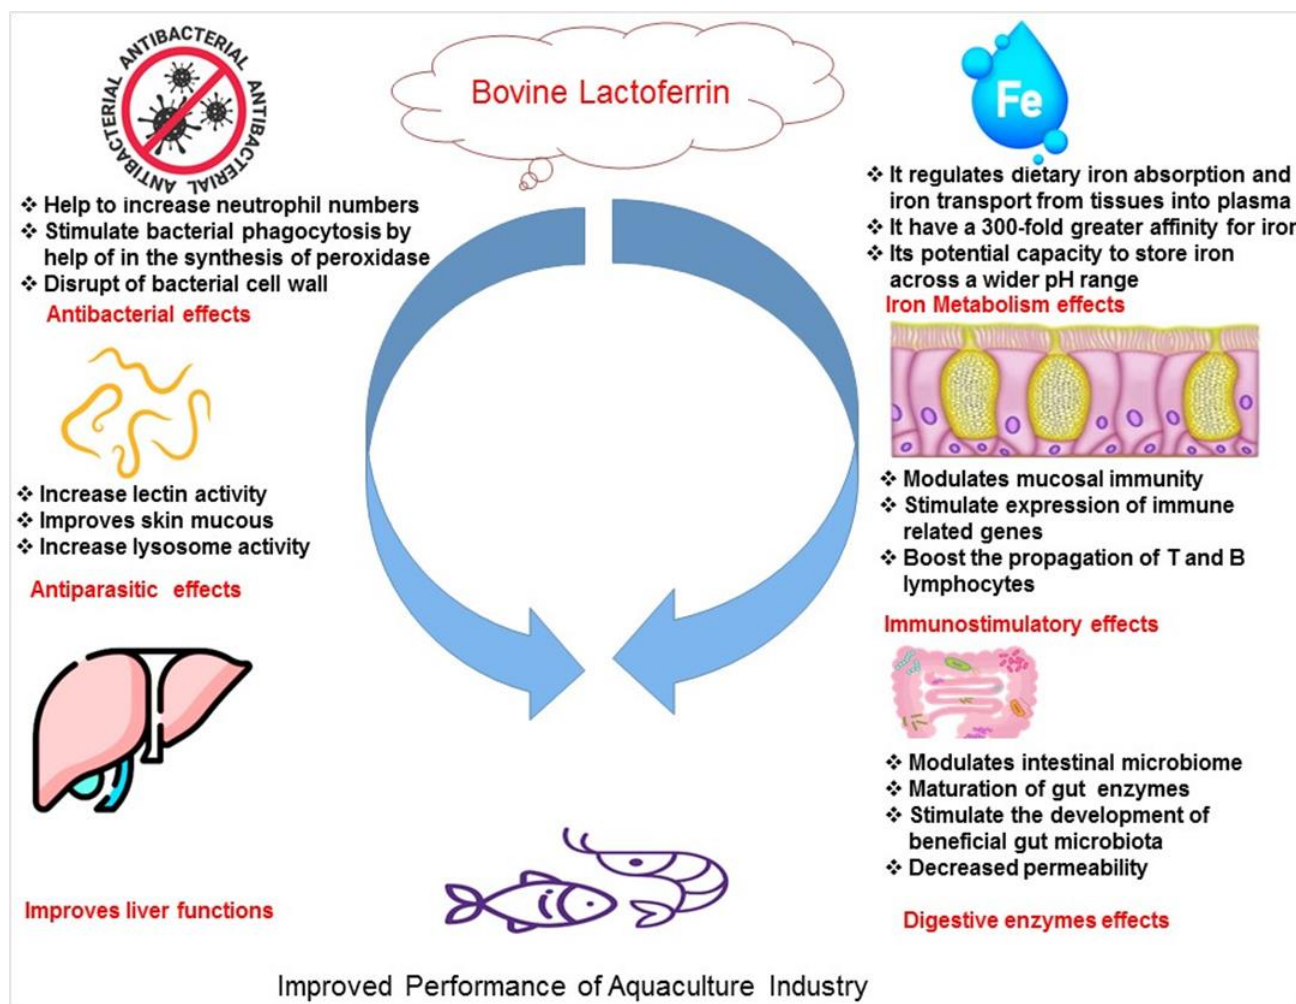 ANTIBACTERIAL ANTIBACTERIAL ANTIBACTERIAL ANTIBACTERIAL
Bovine Lactoferrin
Fe
❖ Help to increase neutrophil numbers
❖ Stimulate bacterial phagocytosis by
help of in the synthesis of peroxidase
❖ Disrupt of bacterial cell wall
Antibacterial effects
❖ It regulates dietary iron absorption and
iron transport from tissues into plasma
❖ It have a 300-fold greater affinity for iron
❖ Its potential capacity to store iron
across a wider pH range
Iron Metabolism effects
❖ Increase lectin activity
❖ Improves skin mucous
❖ Increase lysosome activity
Antiparasitic effects
❖ Modulates mucosal immunity
❖ Stimulate expression of immune
related genes
❖ Boost the propagation of T and B
lymphocytes
Immunostimulatory effects
❖ Modulates intestinal microbiome
❖ Maturation of gut enzymes
❖ Stimulate the development of
beneficial gut microbiota
❖ Decreased permeability
Improves liver functions
Digestive enzymes effects
Improved Performance of Aquaculture Industry